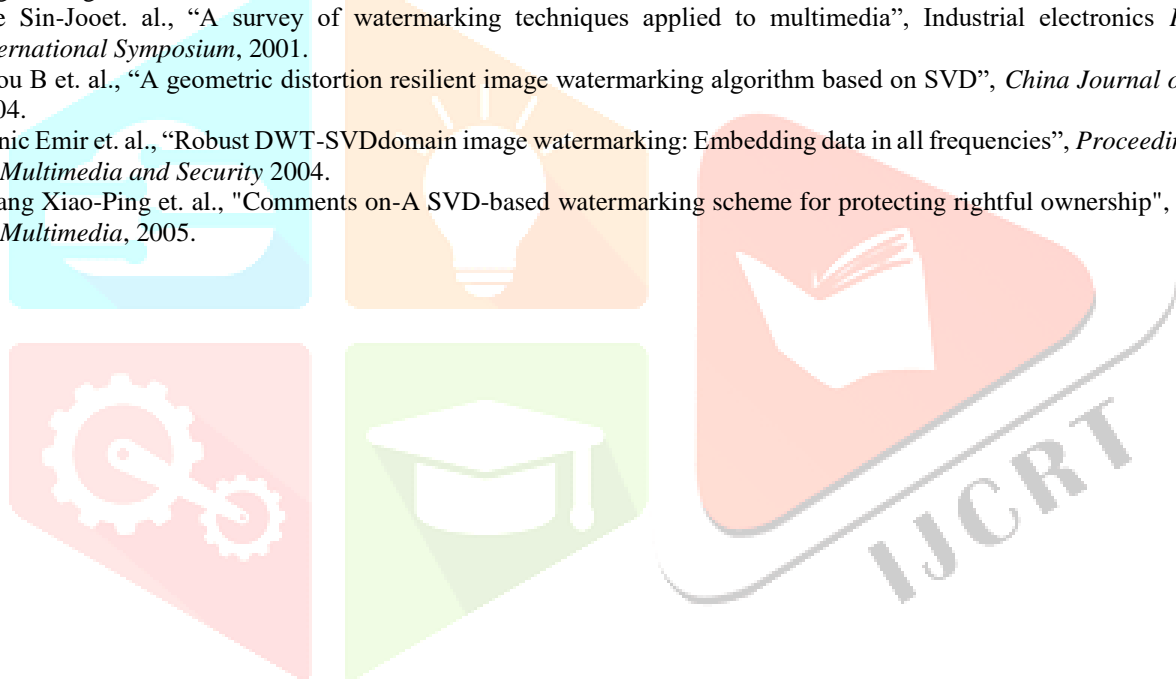 Sin-Jooet. al., “A survey of watermarking techniques applied to multimedia”, Industrial electronics
ernational Symposium, 2001.
ou B et. al., “A geometric distortion resilient image watermarking algorithm based on SVD”, China Journal o
04.
nic Emir et. al., “Robust DWT-SVDdomain image watermarking: Embedding data in all frequencies”, Proceedin
Multimedia and Security 2004.
ang Xiao-Ping et. al., "Comments on-A SVD-based watermarking scheme for protecting rightful ownership",
Multimedia, 2005.
IJCRT